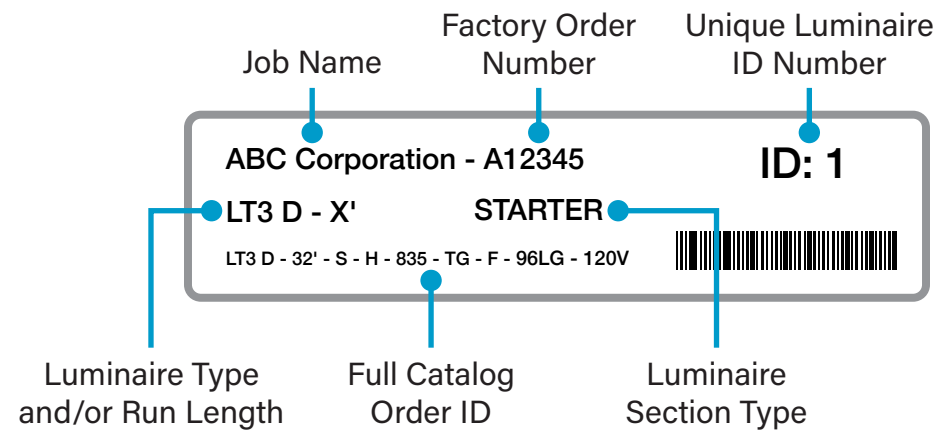 Job Name
Factory Order
Number
Unique Luminaire
ID Number
ABC Corporation - A12345
ID: 1
LT3 D - X'
STARTER
LT3 D - 32' - S - H - 835 - TG - F - 96LG - 120V
Luminaire Type
and/or Run Length
Full Catalog
Order ID
Luminaire
Section Type